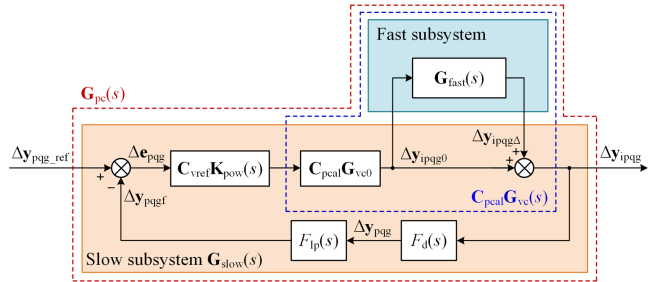 Fast subsystem
G_fast(s)
G_pc(s)
Δy_ipqgΔ
Δy_pqg_ref
Δe_pqg
C_vref K_pow(s)
C_pcal G_vc0
Δy_ipqg0
+
+
Δy_ipqg
+
−
Δy_pqgf
C_pcal G_vc(s)
F_lp(s)
Δy_pqg
F_d(s)
Slow subsystem G_slow(s)